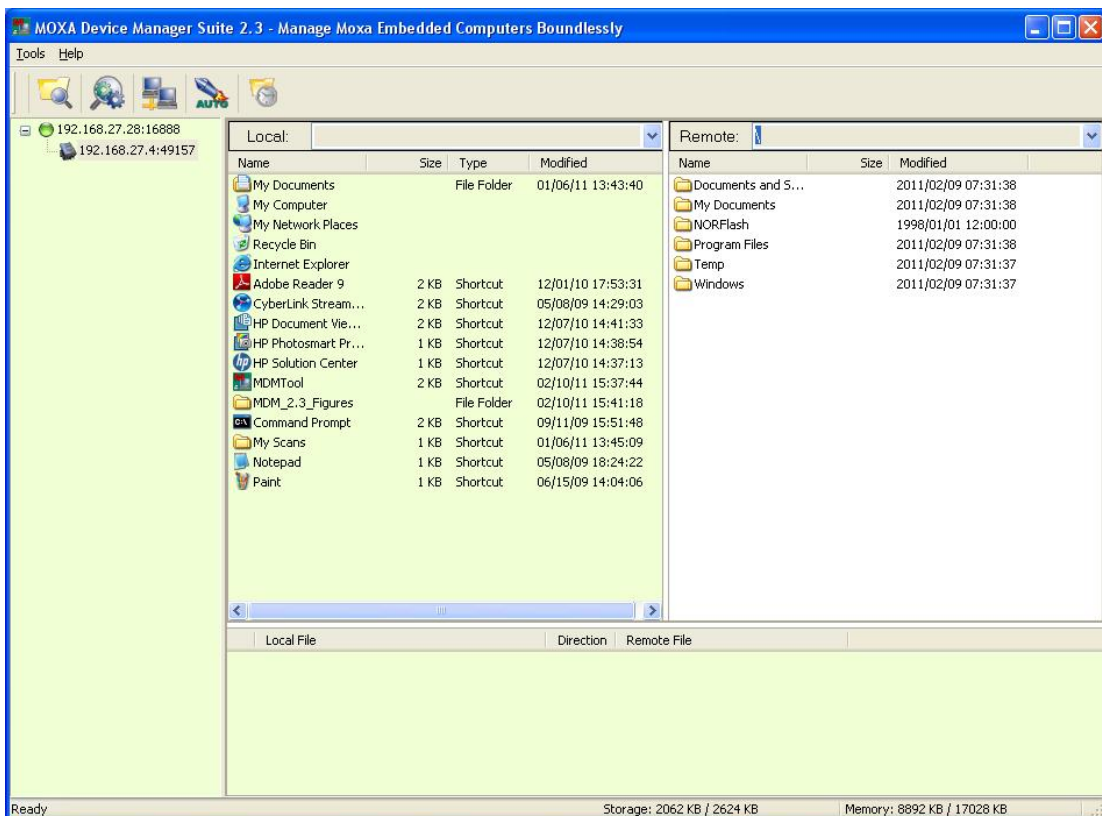 MOXA Device Manager Suite 2.3 - Manage Moxa Embedded Computers Boundlessly
Tools Help
AUTO
192.168.27.28:16888
192.168.27.4:49157
Local:
Remote: \
Name Size Type Modified
Name Size Modified
My Documents File Folder 01/06/11 13:43:40
My Computer
My Network Places
Recycle Bin
Internet Explorer
Adobe Reader 9 2 KB Shortcut 12/01/10 17:53:31
CyberLink Stream... 2 KB Shortcut 05/08/09 14:29:03
HP Document Vie... 2 KB Shortcut 12/07/10 14:41:33
HP Photosmart Pr... 1 KB Shortcut 12/07/10 14:38:54
HP Solution Center 1 KB Shortcut 12/07/10 14:37:13
MDMTool 2 KB Shortcut 02/10/11 15:37:44
MDM_2.3_Figures File Folder 02/10/11 15:41:18
Command Prompt 2 KB Shortcut 09/11/09 15:51:48
My Scans 1 KB Shortcut 01/06/11 13:45:09
Notepad 1 KB Shortcut 05/08/09 18:24:22
Paint 1 KB Shortcut 06/15/09 14:04:06
Documents and S... 2011/02/09 07:31:38
My Documents 2011/02/09 07:31:38
NORFlash 1998/01/01 12:00:00
Program Files 2011/02/09 07:31:38
Temp 2011/02/09 07:31:37
Windows 2011/02/09 07:31:37
Local File Direction Remote File
Ready Storage: 2062 KB / 2624 KB Memory: 8892 KB / 17028 KB